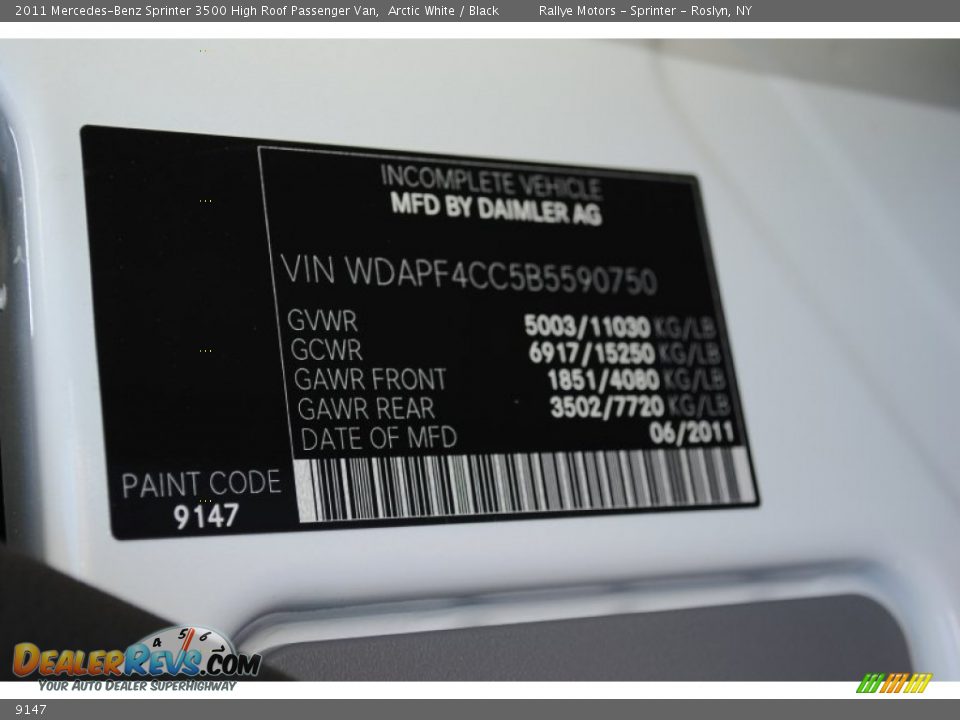 2011 Mercedes-Benz Sprinter 3500 High Roof Passenger Van, Arctic White / Black Rallye Motors - Sprinter - Roslyn, NY
INCOMPLETE VEHICLE
MFD BY DAIMLER AG
VIN WDAPF4CC5B5590750
GVWR 5003/11030 KG/LB
GCWR 6917/15250 KG/LB
GAWR FRONT 1851/4080 KG/LB
GAWR REAR 3502/7720 KG/LB
DATE OF MFD 06/2011
PAINT CODE
9147
4 5 6
DEALERREVS.COM
YOUR AUTO DEALER SUPERHIGHWAY
9147